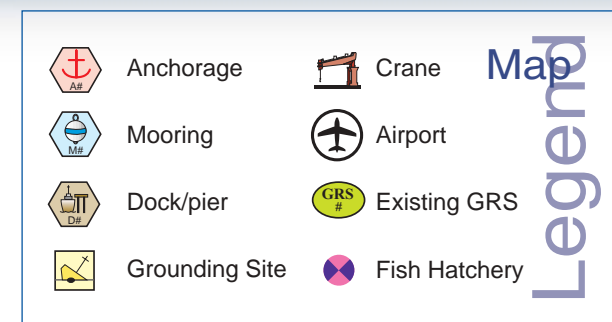 Map
Legend
A#
Anchorage
Crane
M#
Mooring
Airport
D#
Dock/pier
GRS
#
Existing GRS
Grounding Site
Fish Hatchery